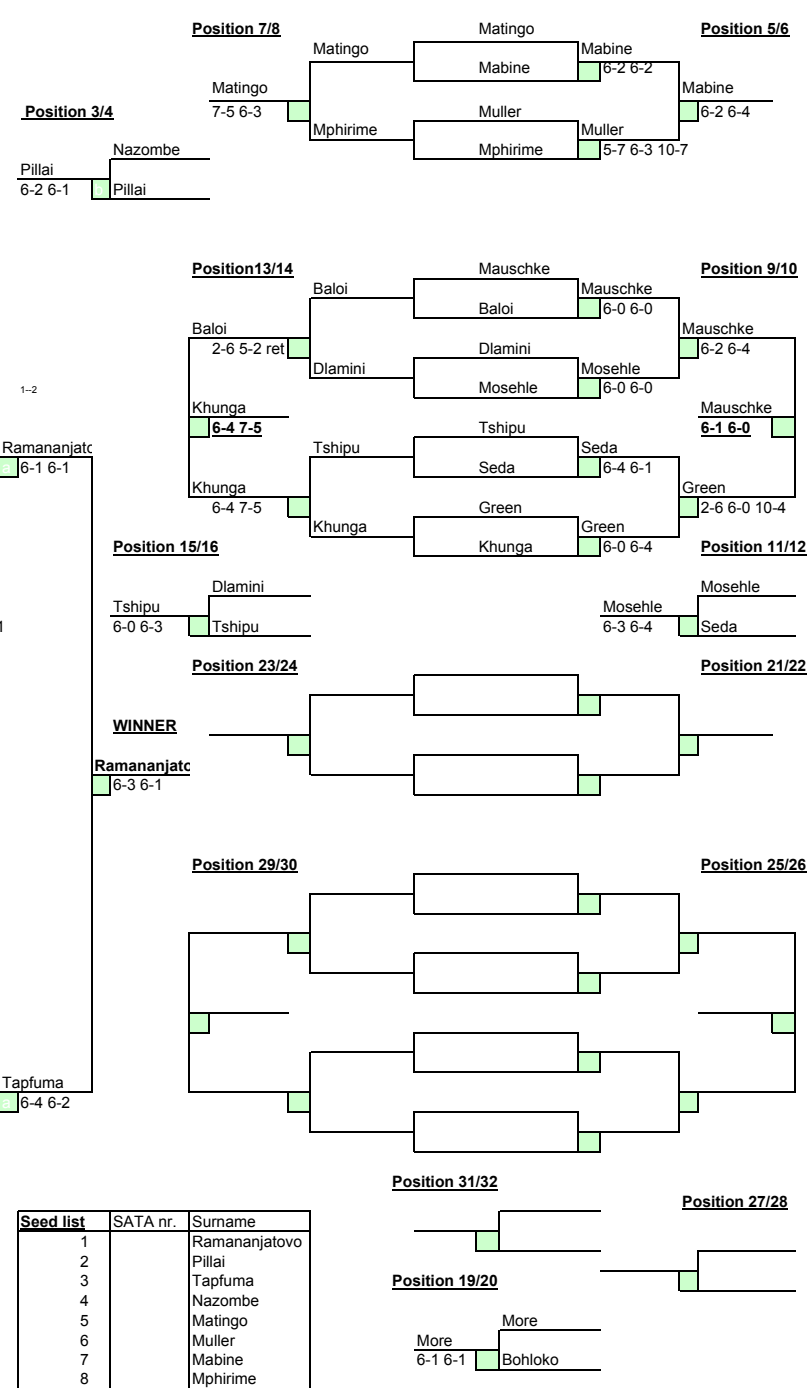 Position 7/8 Matingo Position 5/6
Matingo Mabine
Mabine 6-2 6-2
Matingo Mabine
Position 3/4 7-5 6-3 Muller 6-2 6-4
Mphirime Muller
Nazombe Mphirime 5-7 6-3 10-7
Pillai
6-2 6-1 Pillai
Position13/14 Mauschke Position 9/10
Baloi Mauschke
Baloi 6-0 6-0
Baloi Mauschke
2-6 5-2 ret Dlamini 6-2 6-4
Dlamini Mosehle
1--2 Mosehle 6-0 6-0
Khunga Mauschke
6-4 7-5 Tshipu 6-1 6-0
Ramananjatc Tshipu Seda
a 6-1 6-1 Seda 6-4 6-1
Khunga Green
6-4 7-5 Green 2-6 6-0 10-4
Khunga Green
Position 15/16 Khunga 6-0 6-4 Position 11/12
Dlamini Mosehle
Tshipu Mosehle
6-0 6-3 Tshipu 6-3 6-4 Seda
Position 23/24 Position 21/22
WINNER
Ramananjatc
6-3 6-1
Position 29/30 Position 25/26
Tapfuma
a 6-4 6-2
Position 31/32
Position 27/28
Seed list SATA nr. Surname
1 Ramananjatovo
2 Pillai
3 Tapfuma Position 19/20
4 Nazombe
5 Matingo More
6 Muller More
7 Mabine 6-1 6-1 Bohloko
8 Mphirime